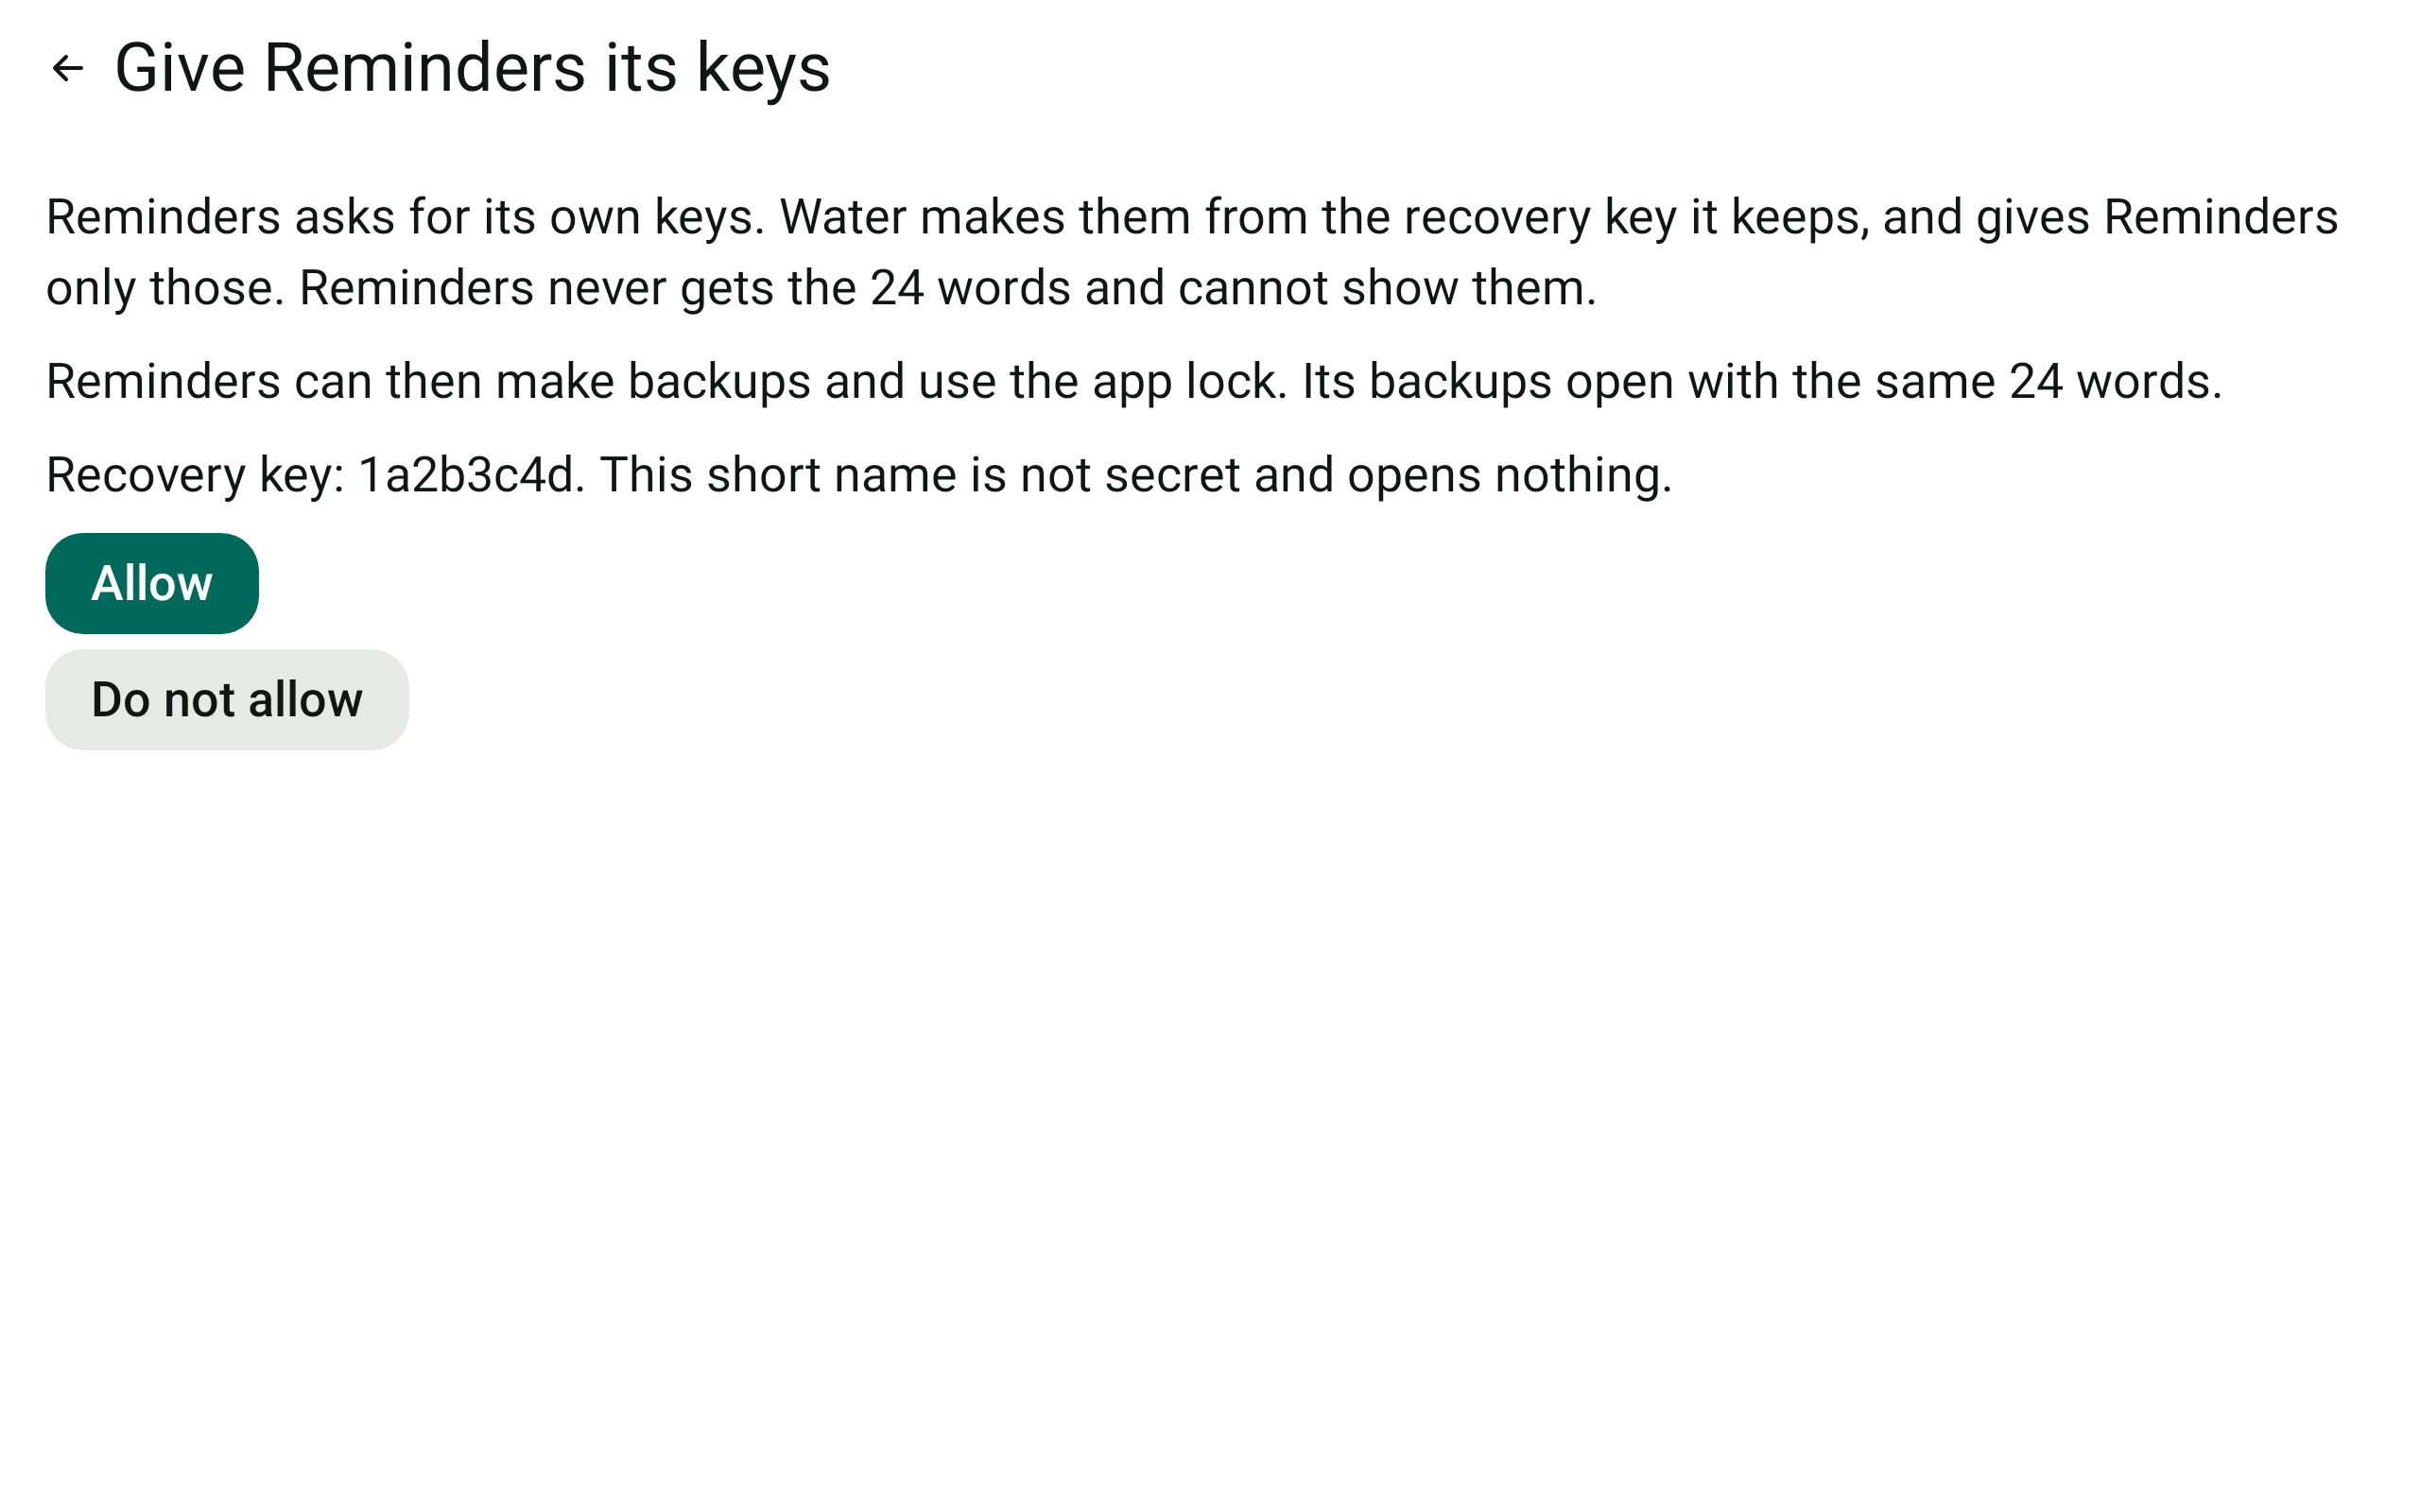 Give Reminders its keys
Reminders asks for its own keys. Water makes them from the recovery key it keeps, and gives Reminders
only those. Reminders never gets the 24 words and cannot show them.
Reminders can then make backups and use the app lock. Its backups open with the same 24 words.
Recovery key: 1a2b3c4d. This short name is not secret and opens nothing.
Allow
Do not allow